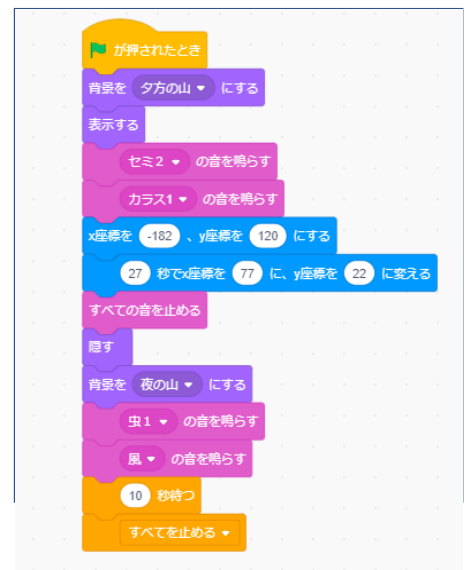 が押されたとき
背景を 夕方の山 にする
表示する
セミ2 の音を鳴らす
カラス1 の音を鳴らす
x座標を -182 、y座標を 120 にする
27 秒でx座標を 77 に、y座標を 22 に変える
すべての音を止める
隠す
背景を 夜の山 にする
虫1 の音を鳴らす
風 の音を鳴らす
10 秒待つ
すべてを止める